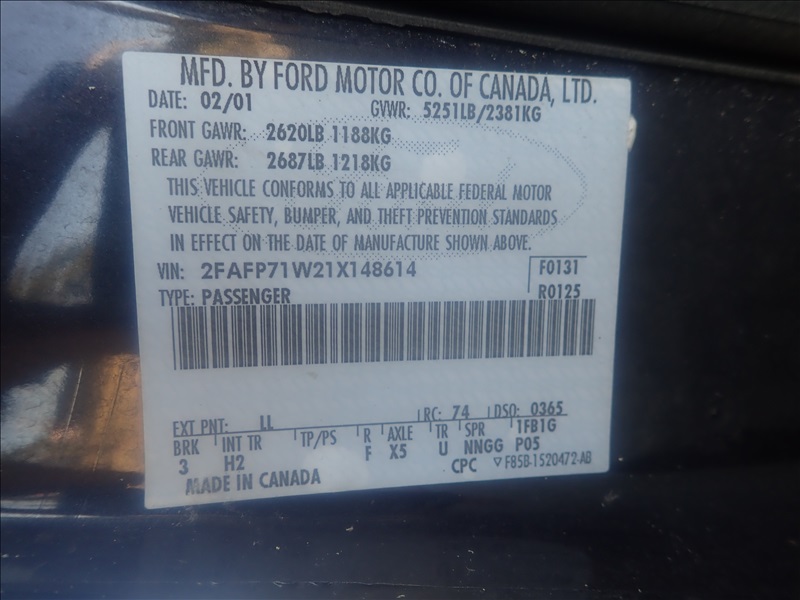 MFD. BY FORD MOTOR CO. OF CANADA, LTD.
DATE: 02/01 GVWR: 5251LB/2381KG
FRONT GAWR: 2620LB 1188KG
REAR GAWR: 2687LB 1218KG
THIS VEHICLE CONFORMS TO ALL APPLICABLE FEDERAL MOTOR
VEHICLE SAFETY, BUMPER, AND THEFT PREVENTION STANDARDS
IN EFFECT ON THE DATE OF MANUFACTURE SHOWN ABOVE.
VIN: 2FAFP71W21X148614 F0131
TYPE: PASSENGER R0125
EXT PNT: LL RC: 74 DSO: 0365
BRK INT TR TP/PS R AXLE TR SPR 1FB1G
3 H2 F X5 U NNGG P05
MADE IN CANADA CPC ▽F85B-1520472-AB